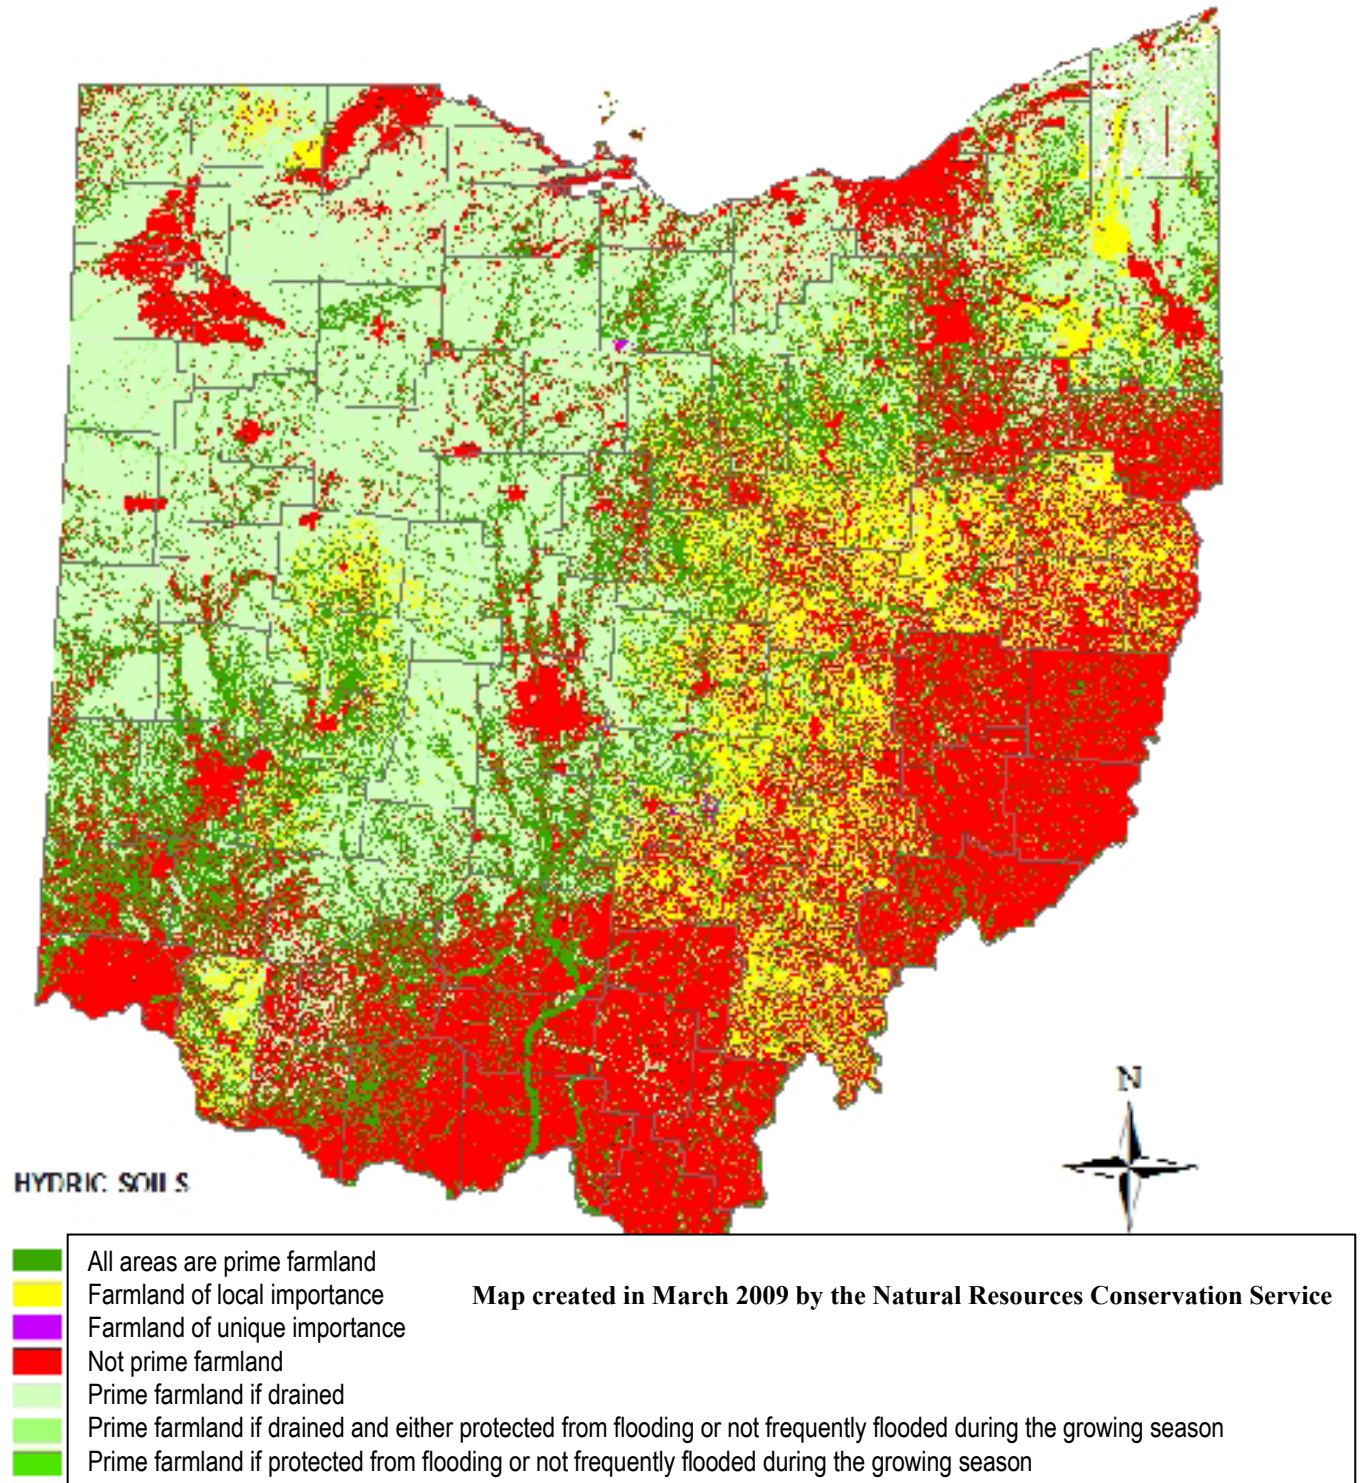 N
HYDRIC SOILS
All areas are prime farmland
Farmland of local importance
Map created in March 2009 by the Natural Resources Conservation Service
Farmland of unique importance
Not prime farmland
Prime farmland if drained
Prime farmland if drained and either protected from flooding or not frequently flooded during the growing season
Prime farmland if protected from flooding or not frequently flooded during the growing season